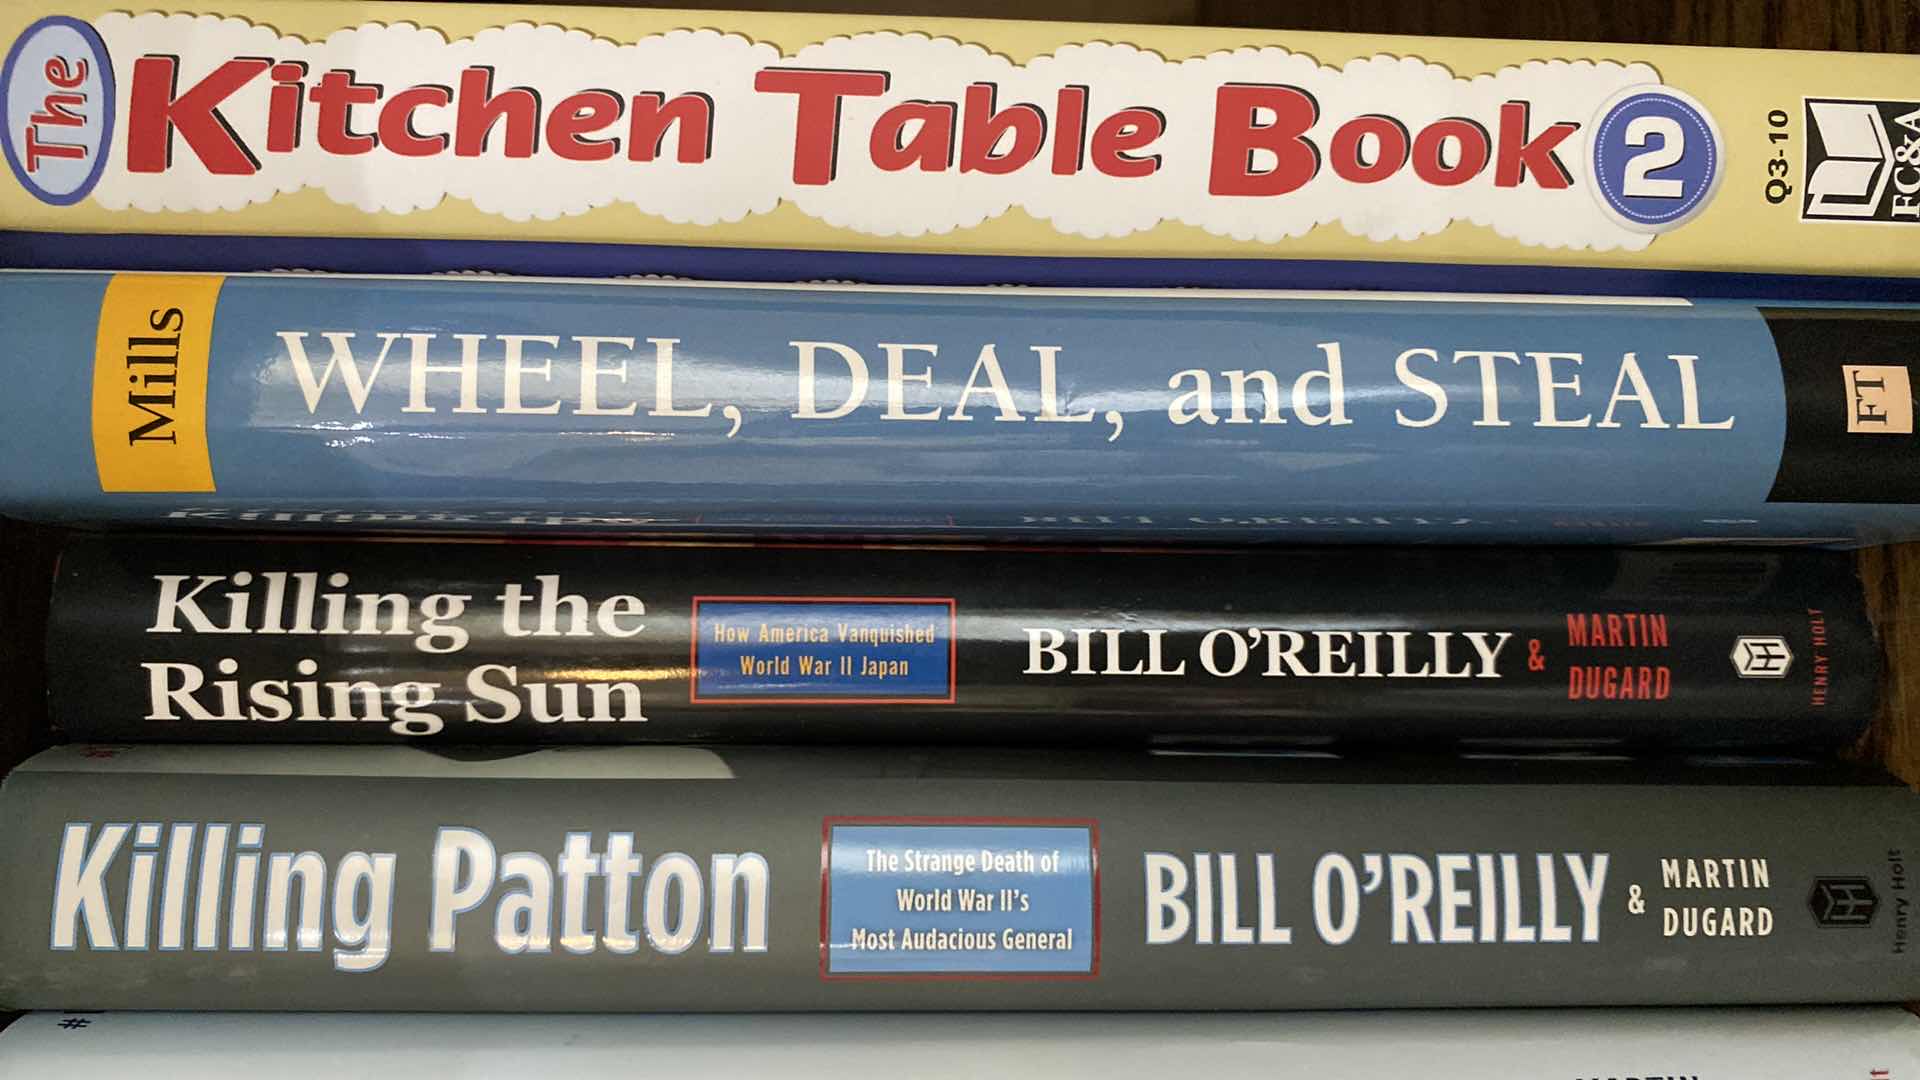 The Kitchen Table Book 2
Q3-10
FC&A
Mills
WHEEL, DEAL, and STEAL
FT
Killing the
Rising Sun
How America Vanquished
World War II Japan
BILL O'REILLY &
MARTIN
DUGARD
HENRY HOLT
Killing Patton
The Strange Death of
World War II's
Most Audacious General
BILL O'REILLY &
MARTIN
DUGARD
Henry Holt
#
MARTIN